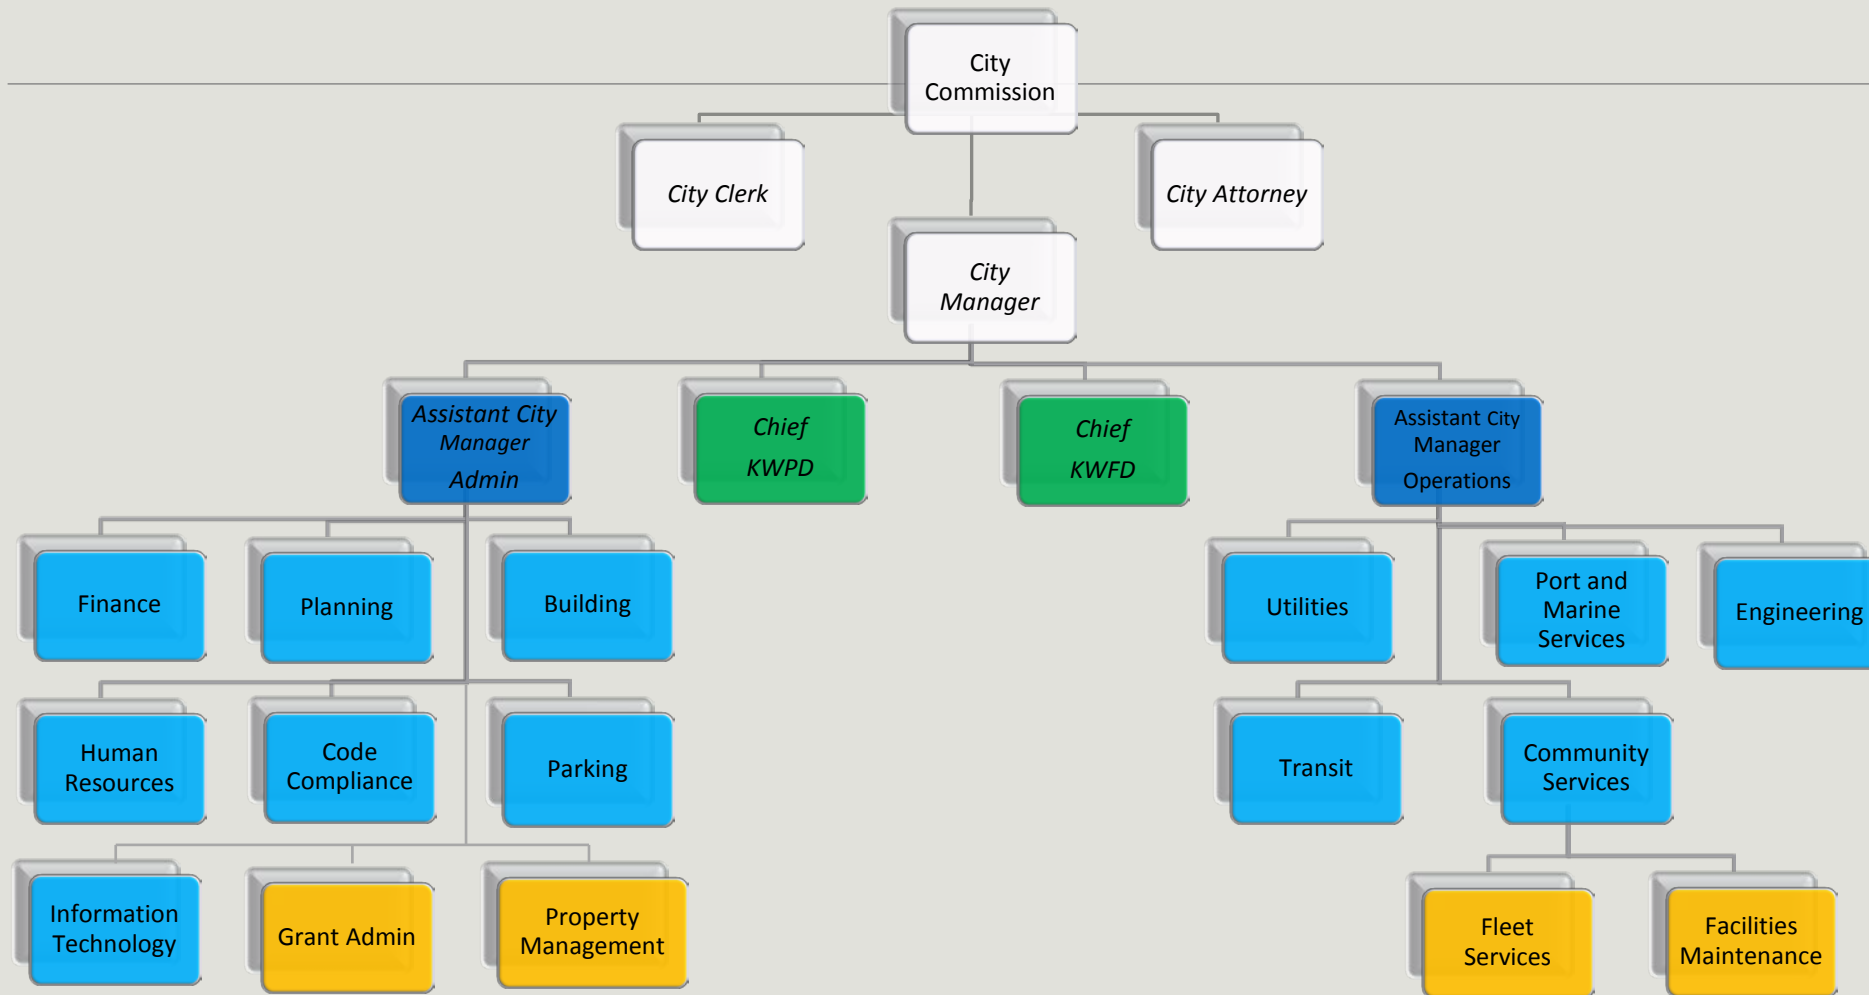 City
Commission
City Clerk
City Attorney
City
Manager
Assistant City
Manager
Admin
Chief
KWPD
Chief
KWFD
Assistant City
Manager
Operations
Finance
Planning
Building
Utilities
Port and
Marine
Services
Engineering
Human
Resources
Code
Compliance
Parking
Transit
Community
Services
Information
Technology
Grant Admin
Property
Management
Fleet
Services
Facilities
Maintenance